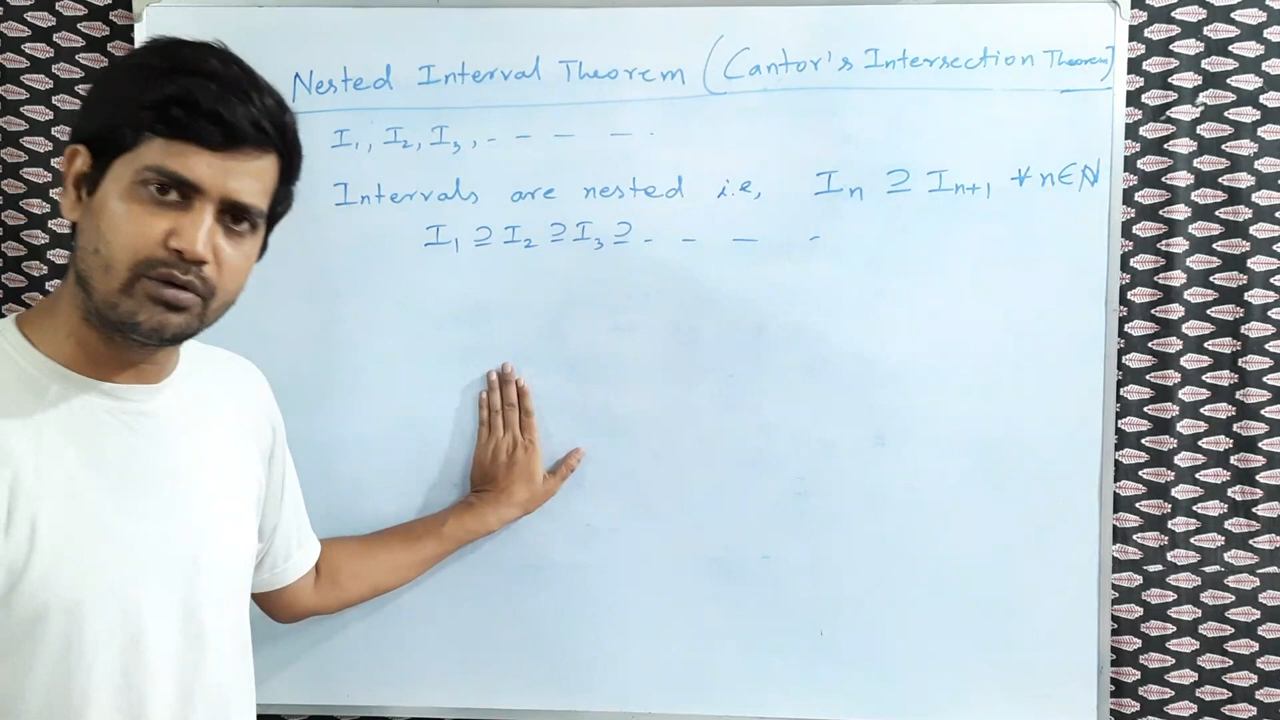 Nested Interval Theorem (Cantor's Intersection Theorem)
I₁, I₂, I₃, - - - - .
Intervals are nested i.e, Iₙ ⊇ Iₙ₊₁ ∀ n ∈ ℕ
I₁ ⊇ I₂ ⊇ I₃ ⊇ - - - -